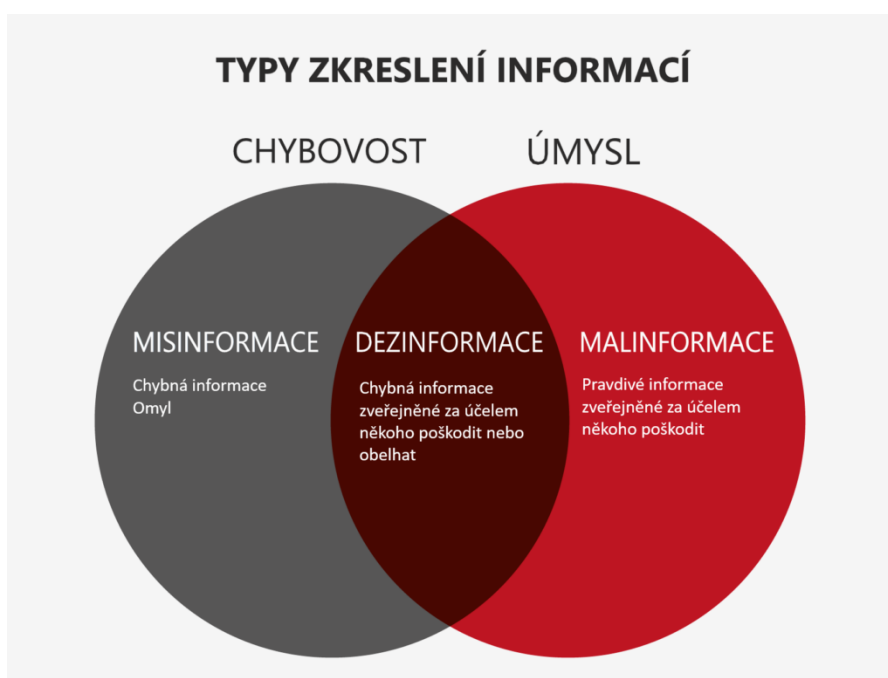 TYPY ZKRESLENÍ INFORMACÍ
CHYBOVOST
ÚMYSL
MISINFORMACE
Chybná informace
Omyl
DEZINFORMACE
Chybná informace
zveřejněné za účelem
někoho poškodit nebo
obelhat
MALINFORMACE
Pravdivé informace
zveřejněné za účelem
někoho poškodit